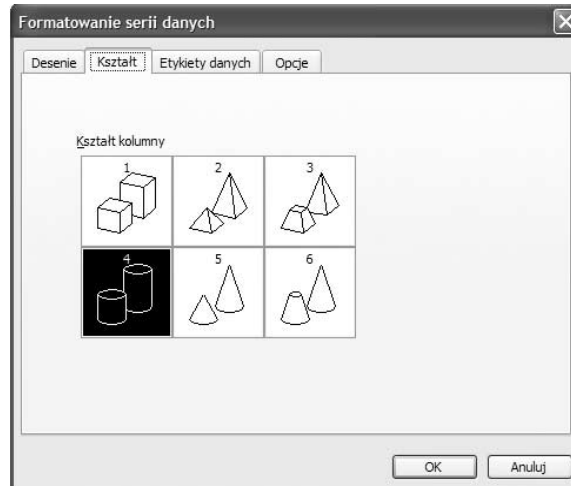 Formatowanie serii danych
Desenie Kształt Etykiety danych Opcje
Kształt kolumny
1 2 3
4 5 6
OK Anuluj